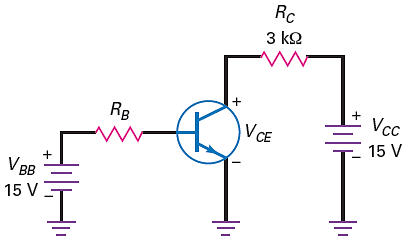 R_C
3 kΩ
R_B
+
V_CE
−
+
V_CC
15 V
−
+
V_BB
15 V
−